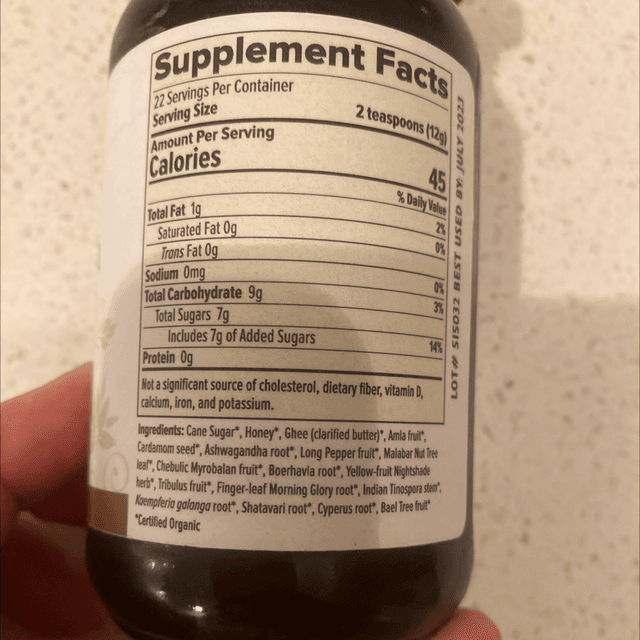 Supplement Facts
22 Servings Per Container
Serving Size 2 teaspoons (12g)
Amount Per Serving
Calories 45
% Daily Value
Total Fat 1g 2%
Saturated Fat 0g 0%
Trans Fat 0g
Sodium 0mg 0%
Total Carbohydrate 9g 3%
Total Sugars 7g
Includes 7g of Added Sugars 14%
Protein 0g
Not a significant source of cholesterol, dietary fiber, vitamin D,
calcium, iron, and potassium.
Ingredients: Cane Sugar*, Honey*, Ghee (clarified butter)*, Amla fruit*,
Cardamom seed*, Ashwagandha root*, Long Pepper fruit*, Malabar Nut Tree
leaf*, Chebulic Myrobalan fruit*, Boerhavia root*, Yellow-fruit Nightshade
herb*, Tribulus fruit*, Finger-leaf Morning Glory root*, Indian Tinospora stem*,
Kaempferia galanga root*, Shatavari root*, Cyperus root*, Bael Tree fruit*
*Certified Organic
LOT# S15032 BEST USED BY JULY 2023